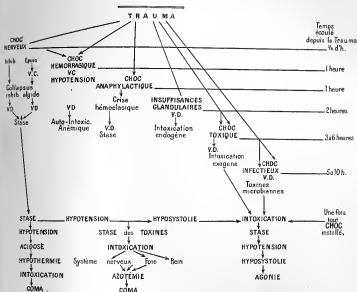 TRAUMA
Temps
écoulé
depuis le Trauma
CHOC
NERVEUX
¼ d'h.
CHOC
HEMORRAGIQUE
VC
HYPOTENSION
1 heure
Inhib
Epuis
V.C.
CHOC
ANAPHYLACTIQUE
1 heure
Collapsus
inhib algide
Crise
hémoclasique
INSUFFISANCES
GLANDULAIRES
2 heures
VD
VD
VD
V.D.
V.D.
Stase
Auto-Intoxic.
Anémique
Stase
Intoxication
endogène
CHOC
TOXIQUE
3 à 6 heures
V.D.
Intoxication
exogène
CHOC
INFECTIEUX
V.D.
5 à 10 h.
Toxines
microbiennes
STASE
HYPOTENSION
HYPOSYSTOLIE
INTOXICATION
Une fois
tout
CHOC
installé,
HYPOTENSION
STASE des TOXINES
STASE
ACIDOSE
INTOXICATION
HYPOTENSION
HYPOTHERMIE
Système nerveux
Foie
Rein
HYPOSYSTOLIE
INTOXICATION
AZOTÉMIE
AGONIE
COMA
COMA